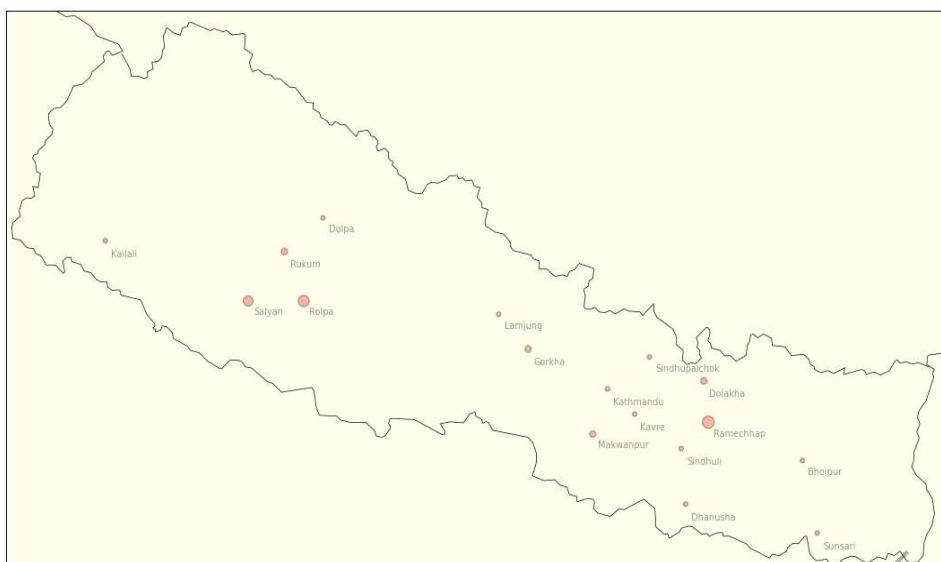 Dolpa
Kailali
Rukum
Salyan
Rolpa
Lamjung
Gorkha
Sindhupalchok
Dolakha
Kathmandu
Kavre
Ramechhap
Makwanpur
Sindhuli
Bhojpur
Dhanusha
Sunsari